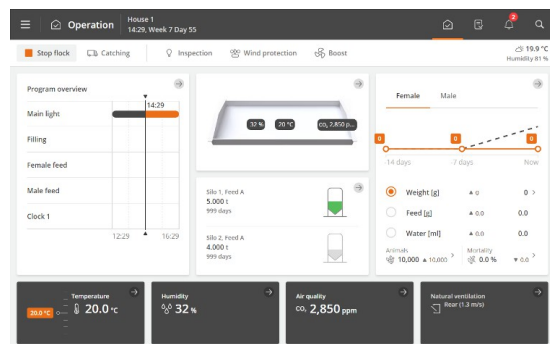 Operation
House 1
14:29, Week 7 Day 55
2
Stop flock
Catching
Inspection
Wind protection
Boost
19.9 °C
Humidity 81 %
Program overview
14:29
Main light
Filling
Female feed
Male feed
Clock 1
12:29
16:29
32 %
20 °C
CO₂ 2,850 p...
Silo 1, Feed A
5.000 t
999 days
Silo 2, Feed A
4.000 t
999 days
Female Male
0 0 0
-14 days 7 days Now
Weight [g] ▲ 0 0 >
Feed [g] ▲ 0.0 0.0
Water [ml] ▲ 0.0 0.0
Animals
10,000 ▲ 10,000 >
Mortality
0.0 % ▼ 0.0 >
Temperature
20.0 °C
20.0 °C
Humidity
32 %
Air quality
CO₂ 2,850 ppm
Natural ventilation
Rear (1.3 m/s)